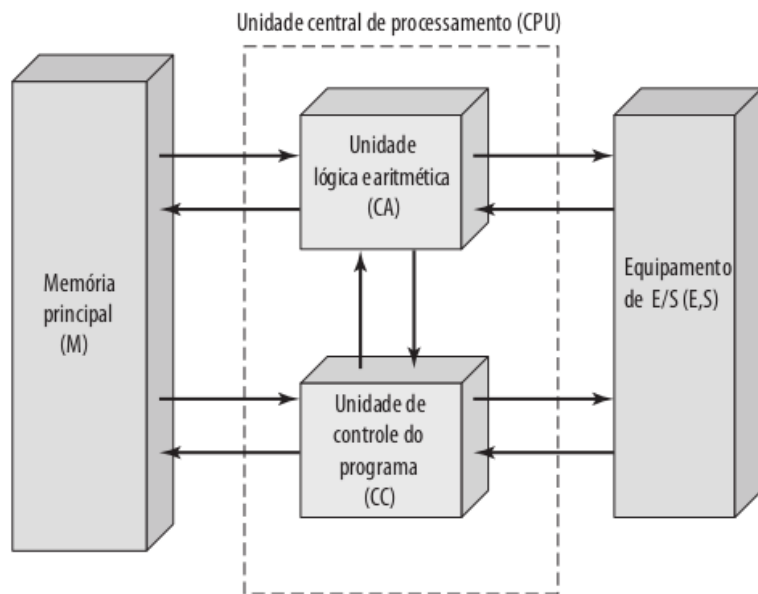 Unidade central de processamento (CPU)
Unidade
lógica e aritmética
(CA)
Memória
principal
(M)
Equipamento
de E/S (E,S)
Unidade de
controle do
programa
(CC)